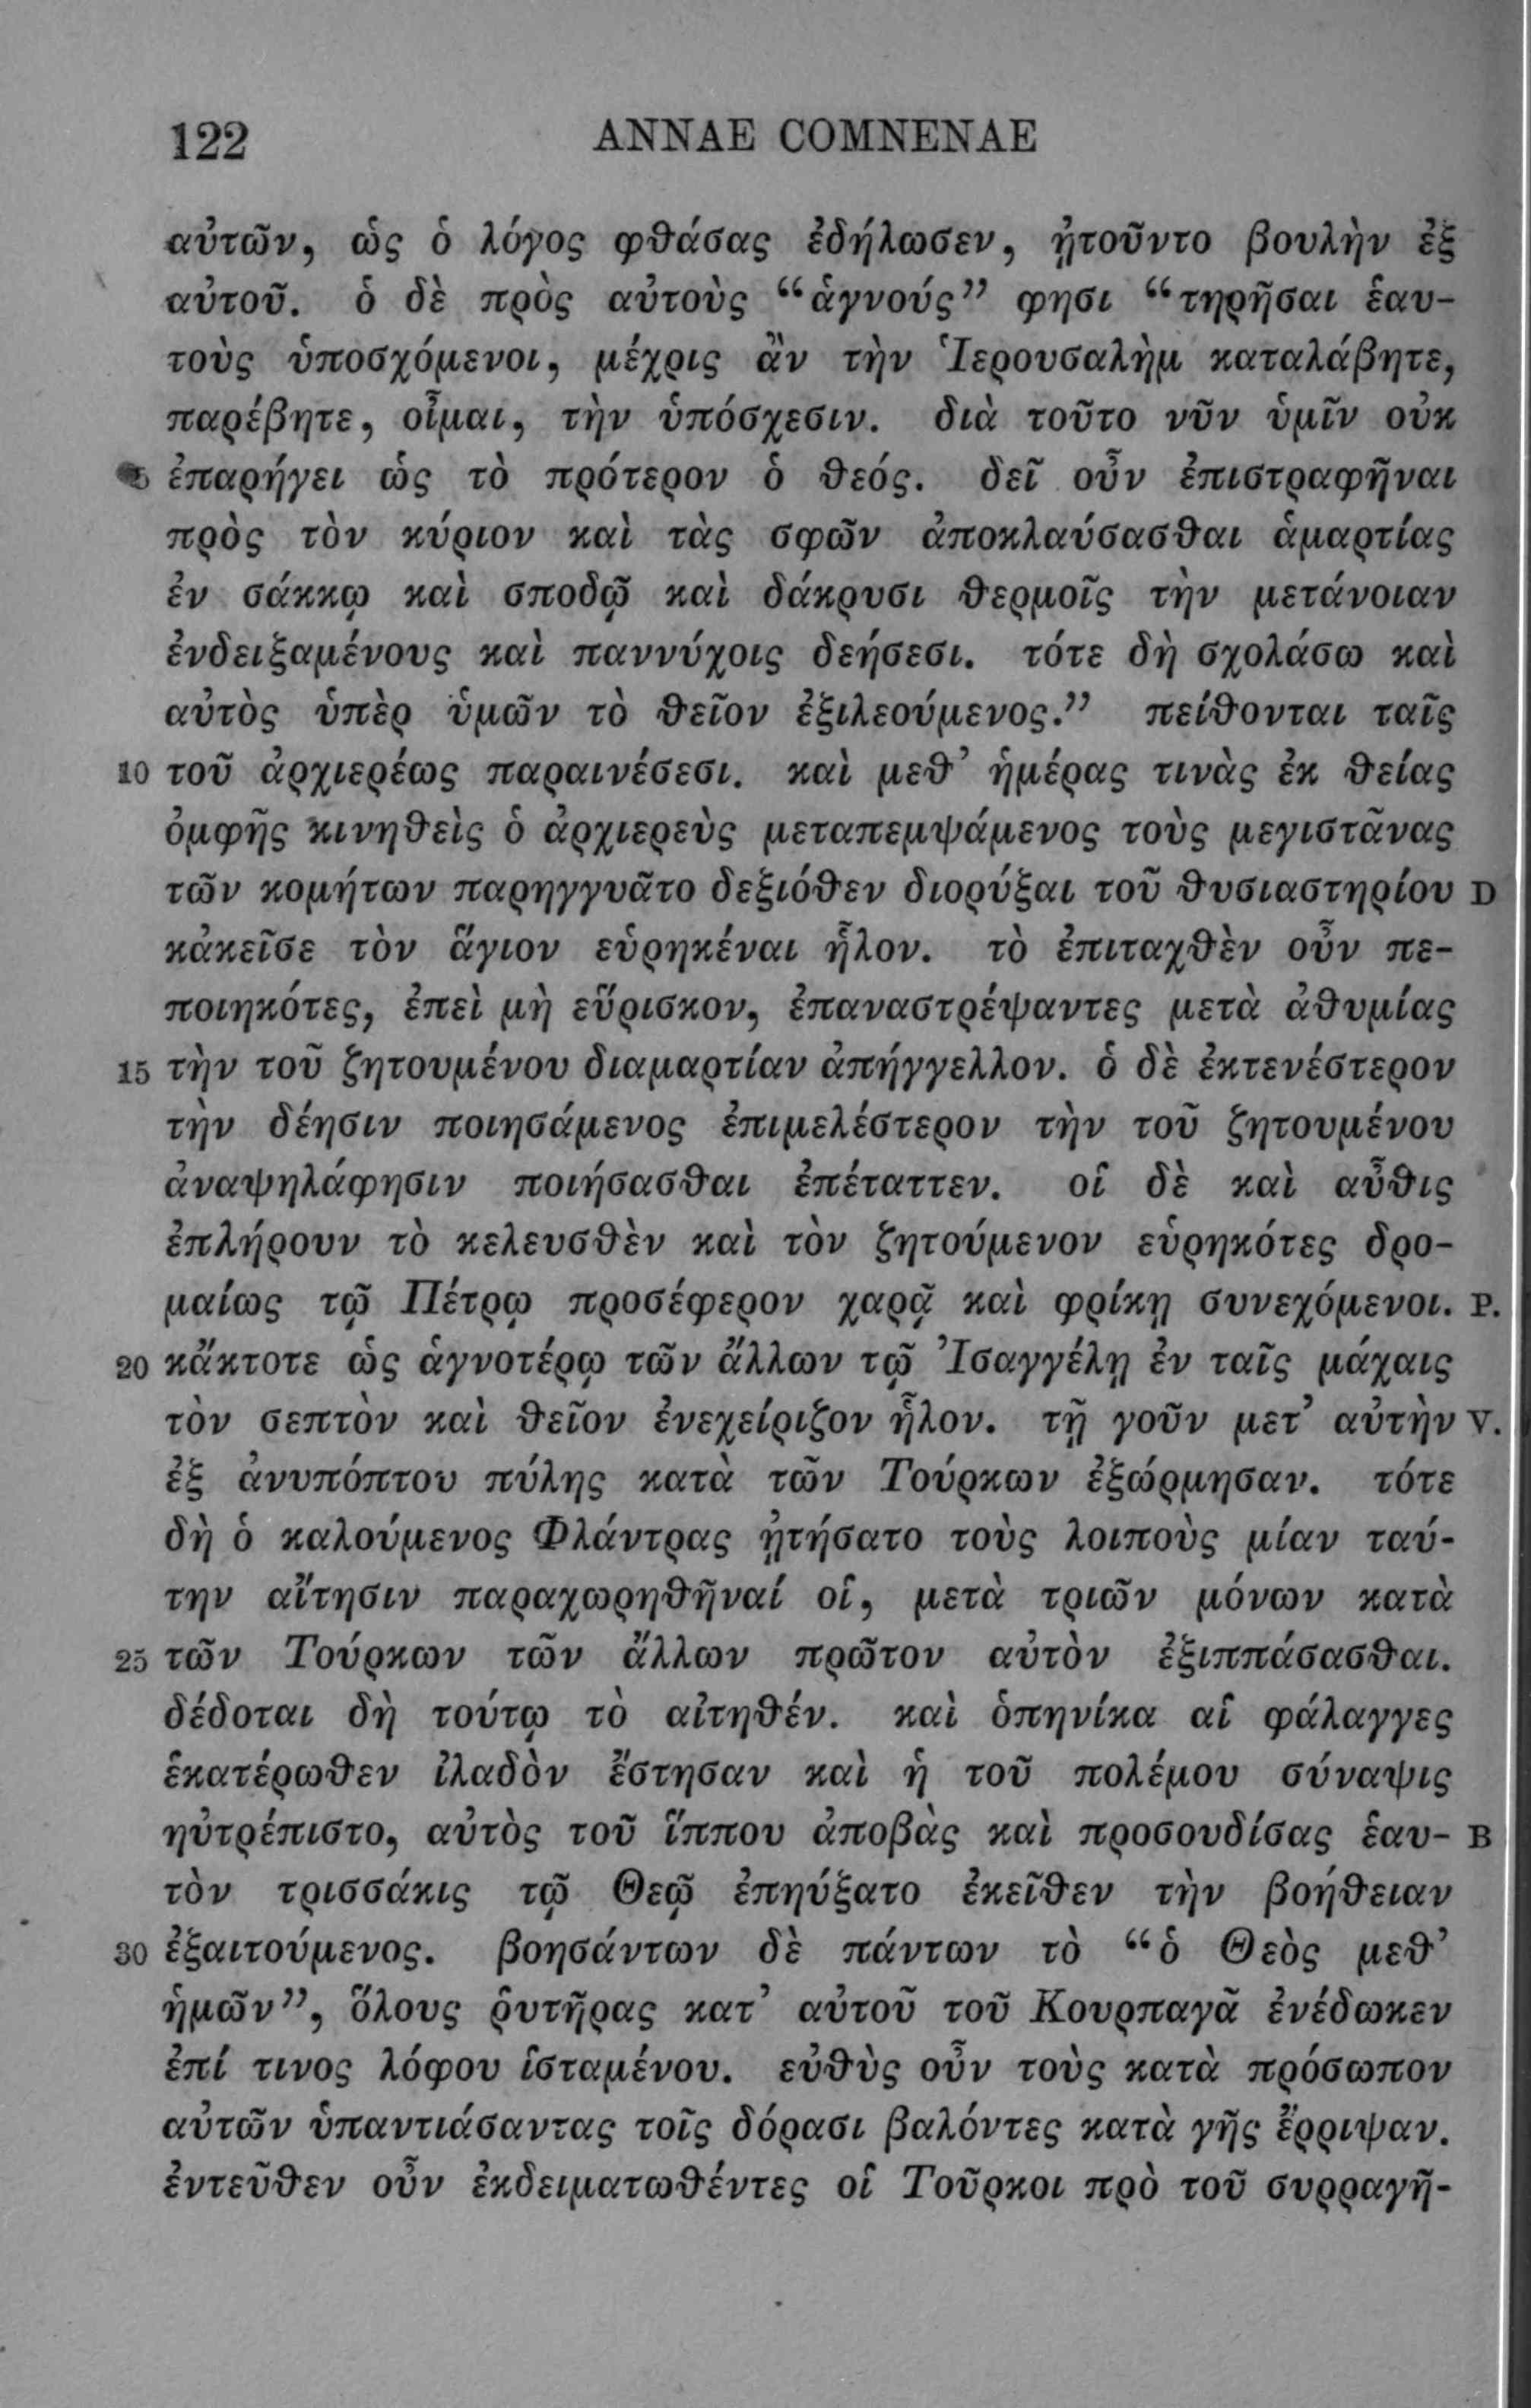 122 ANNAE COMNENAE
αὐτῶν, ὡς ὁ λόγος φθάσας ἐδήλωσεν, ᾐτοῦντο βουλὴν ἐξ
αὐτοῦ. ὁ δὲ πρὸς αὐτοὺς “ἁγνούς” φησι “τηρῆσαι ἑαυ-
τοὺς ὑποσχόμενοι, μέχρις ἂν τὴν Ἱερουσαλὴμ καταλάβητε,
παρέβητε, οἶμαι, τὴν ὑπόσχεσιν. διὰ τοῦτο νῦν ὑμῖν οὐκ
5 ἐπαρήγει ὡς τὸ πρότερον ὁ θεός. δεῖ οὖν ἐπιστραφῆναι
πρὸς τὸν κύριον καὶ τὰς σφῶν ἀποκλαύσασθαι ἁμαρτίας
ἐν σάκκῳ καὶ σποδῷ καὶ δάκρυσι θερμοῖς τὴν μετάνοιαν
ἐνδειξαμένους καὶ παννύχοις δεήσεσι. τότε δὴ σχολάσω καὶ
αὐτὸς ὑπὲρ ὑμῶν τὸ θεῖον ἐξιλεούμενος.” πείθονται ταῖς
10 τοῦ ἀρχιερέως παραινέσεσι. καὶ μεθ’ ἡμέρας τινὰς ἐκ θείας
ὀμφῆς κινηθεὶς ὁ ἀρχιερεὺς μεταπεμψάμενος τοὺς μεγιστᾶνας
τῶν κομήτων παρηγγυᾶτο δεξιόθεν διορύξαι τοῦ θυσιαστηρίου D
κἀκεῖσε τὸν ἅγιον εὑρηκέναι ἧλον. τὸ ἐπιταχθὲν οὖν πε-
ποιηκότες, ἐπεὶ μὴ εὕρισκον, ἐπαναστρέψαντες μετὰ ἀθυμίας
15 τὴν τοῦ ζητουμένου διαμαρτίαν ἀπήγγελλον. ὁ δὲ ἐκτενέστερον
τὴν δέησιν ποιησάμενος ἐπιμελέστερον τὴν τοῦ ζητουμένου
ἀναψηλάφησιν ποιήσασθαι ἐπέταττεν. οἱ δὲ καὶ αὖθις
ἐπλήρουν τὸ κελευσθὲν καὶ τὸν ζητούμενον εὑρηκότες δρο-
μαίως τῷ Πέτρῳ προσέφερον χαρᾷ καὶ φρίκῃ συνεχόμενοι. P.
20 κἄκτοτε ὡς ἁγνοτέρῳ τῶν ἄλλων τῷ Ἰσαγγέλῃ ἐν ταῖς μάχαις
τὸν σεπτὸν καὶ θεῖον ἐνεχείριζον ἧλον. τῇ γοῦν μετ’ αὐτὴν V.
ἐξ ἀνυπόπτου πύλης κατὰ τῶν Τούρκων ἐξώρμησαν. τότε
δὴ ὁ καλούμενος Φλάντρας ᾐτήσατο τοὺς λοιποὺς μίαν ταύ-
την αἴτησιν παραχωρηθῆναί οἱ, μετὰ τριῶν μόνων κατὰ
25 τῶν Τούρκων τῶν ἄλλων πρῶτον αὐτὸν ἐξιππάσασθαι.
δέδοται δὴ τούτῳ τὸ αἰτηθέν. καὶ ὁπηνίκα αἱ φάλαγγες
ἑκατέρωθεν ἰλαδὸν ἔστησαν καὶ ἡ τοῦ πολέμου σύναψις
ηὐτρέπιστο, αὐτὸς τοῦ ἵππου ἀποβὰς καὶ προσουδίσας ἑαυ- B
τὸν τρισσάκις τῷ Θεῷ ἐπηύξατο ἐκεῖθεν τὴν βοήθειαν
30 ἐξαιτούμενος. βοησάντων δὲ πάντων τὸ “ὁ Θεὸς μεθ’
ἡμῶν”, ὅλους ῥυτῆρας κατ’ αὐτοῦ τοῦ Κουρπαγᾶ ἐνέδωκεν
ἐπί τινος λόφου ἱσταμένου. εὐθὺς οὖν τοὺς κατὰ πρόσωπον
αὐτῶν ὑπαντιάσαντας τοῖς δόρασι βαλόντες κατὰ γῆς ἔρριψαν.
ἐντεῦθεν οὖν ἐκδειματωθέντες οἱ Τοῦρκοι πρὸ τοῦ συρραγῆ-